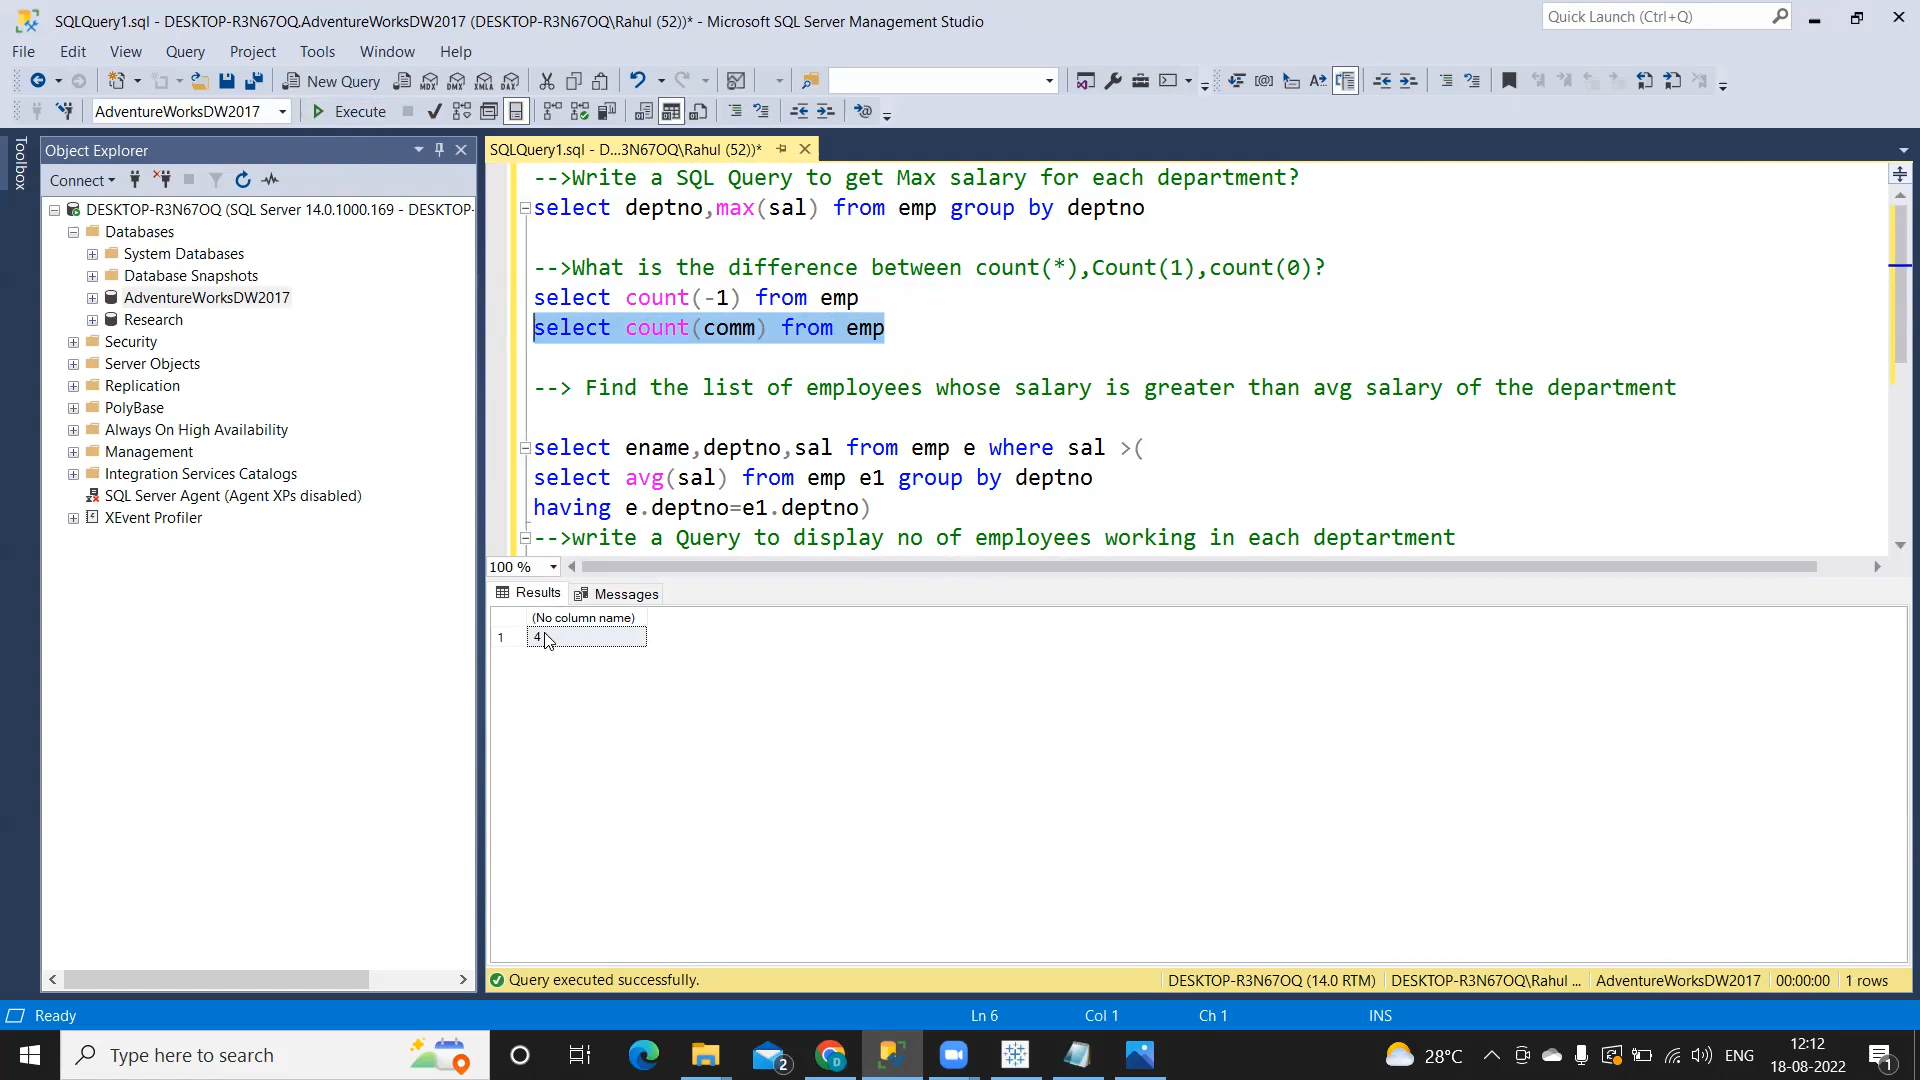 SQLQuery1.sql - DESKTOP-R3N67OQ.AdventureWorksDW2017 (DESKTOP-R3N67OQ\Rahul (52))* - Microsoft SQL Server Management Studio
Quick Launch (Ctrl+Q)
File Edit View Query Project Tools Window Help
New Query
MDX DMX XMLA DAX
AdventureWorksDW2017
Execute
Toolbox
Object Explorer
SQLQuery1.sql - D...3N67OQ\Rahul (52))*
Connect
DESKTOP-R3N67OQ (SQL Server 14.0.1000.169 - DESKTOP-
Databases
System Databases
Database Snapshots
AdventureWorksDW2017
Research
Security
Server Objects
Replication
PolyBase
Always On High Availability
Management
Integration Services Catalogs
SQL Server Agent (Agent XPs disabled)
XEvent Profiler
-->Write a SQL Query to get Max salary for each department?
select deptno,max(sal) from emp group by deptno
-->What is the difference between count(*),Count(1),count(0)?
select count(-1) from emp
select count(comm) from emp
--> Find the list of employees whose salary is greater than avg salary of the department
select ename,deptno,sal from emp e where sal >(
select avg(sal) from emp e1 group by deptno
having e.deptno=e1.deptno)
-->write a Query to display no of employees working in each deptartment
100 %
Results Messages
(No column name)
1 4
Query executed successfully.
DESKTOP-R3N67OQ (14.0 RTM) DESKTOP-R3N67OQ\Rahul ... AdventureWorksDW2017 00:00:00 1 rows
Ready Ln 6 Col 1 Ch 1 INS
Type here to search
2
28°C
ENG
12:12
18-08-2022
1